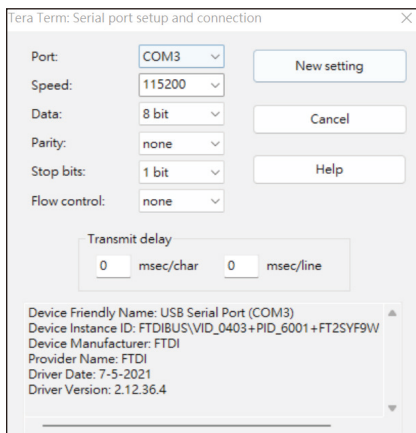 Tera Term: Serial port setup and connection
Port: COM3 New setting
Speed: 115200
Data: 8 bit Cancel
Parity: none
Stop bits: 1 bit Help
Flow control: none
Transmit delay
0 msec/char 0 msec/line
Device Friendly Name: USB Serial Port (COM3)
Device Instance ID: FTDIBUS\VID_0403+PID_6001+FT2SYF9W
Device Manufacturer: FTDI
Provider Name: FTDI
Driver Date: 7-5-2021
Driver Version: 2.12.36.4